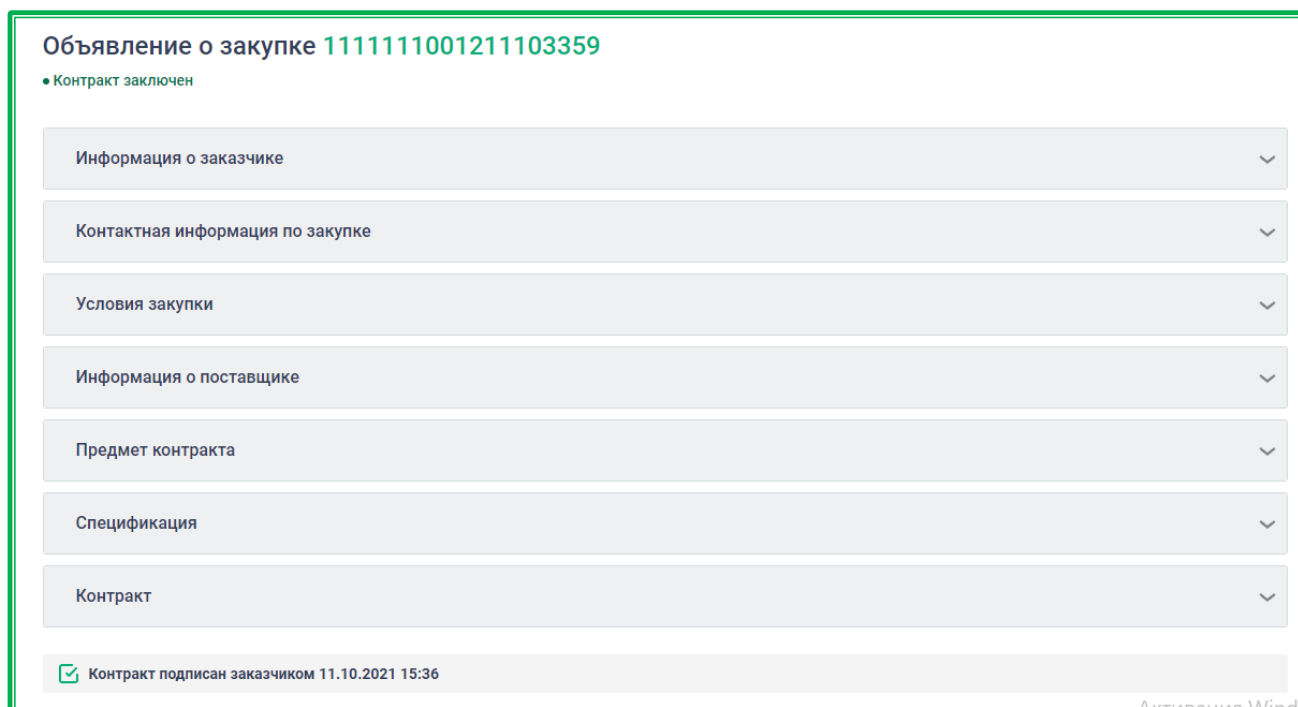 Объявление о закупке 1111111001211103359
• Контракт заключен
Информация о заказчике
Контактная информация по закупке
Условия закупки
Информация о поставщике
Предмет контракта
Спецификация
Контракт
Контракт подписан заказчиком 11.10.2021 15:36